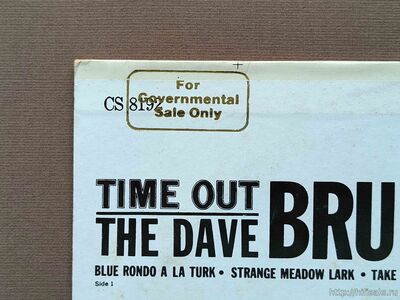 For
Governmental
Sale Only
CS 8192
TIME OUT
THE DAVE BRU
BLUE RONDO A LA TURK • STRANGE MEADOW LARK • TAKE
Side 1
http://hifisale.ru